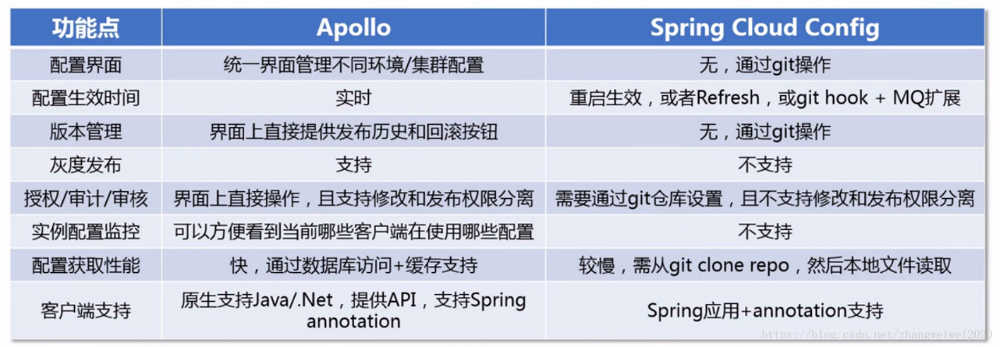 功能点 Apollo Spring Cloud Config
配置界面 统一界面管理不同环境/集群配置 无，通过git操作
配置生效时间 实时 重启生效，或者Refresh，或git hook + MQ扩展
版本管理 界面上直接提供发布历史和回滚按钮 无，通过git操作
灰度发布 支持 不支持
授权/审计/审核 界面上直接操作，且支持修改和发布权限分离 需要通过git仓库设置，且不支持修改和发布权限分离
实例配置监控 可以方便看到当前哪些客户端在使用哪些配置 不支持
配置获取性能 快，通过数据库访问+缓存支持 较慢，需从git clone repo，然后本地文件读取
客户端支持 原生支持Java/.Net，提供API，支持Spring
annotation Spring应用+annotation支持
https://blog.csdn.net/zhangweiwei2020